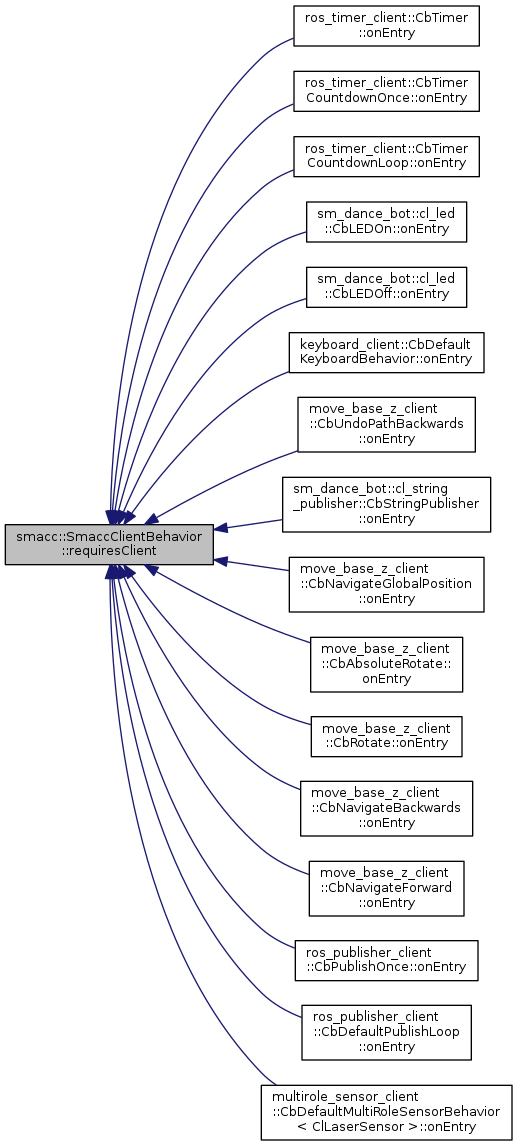 ros_timer_client::CbTimer
::onEntry
ros_timer_client::CbTimer
CountdownOnce::onEntry
ros_timer_client::CbTimer
CountdownLoop::onEntry
sm_dance_bot::cl_led
::CbLEDOn::onEntry
sm_dance_bot::cl_led
::CbLEDOff::onEntry
keyboard_client::CbDefault
KeyboardBehavior::onEntry
move_base_z_client
::CbUndoPathBackwards
::onEntry
sm_dance_bot::cl_string
_publisher::CbStringPublisher
::onEntry
smacc::SmaccClientBehavior
::requiresClient
move_base_z_client
::CbNavigateGlobalPosition
::onEntry
move_base_z_client
::CbAbsoluteRotate::
onEntry
move_base_z_client
::CbRotate::onEntry
move_base_z_client
::CbNavigateBackwards
::onEntry
move_base_z_client
::CbNavigateForward
::onEntry
ros_publisher_client
::CbPublishOnce::onEntry
ros_publisher_client
::CbDefaultPublishLoop
::onEntry
multirole_sensor_client
::CbDefaultMultiRoleSensorBehavior
< ClLaserSensor >::onEntry